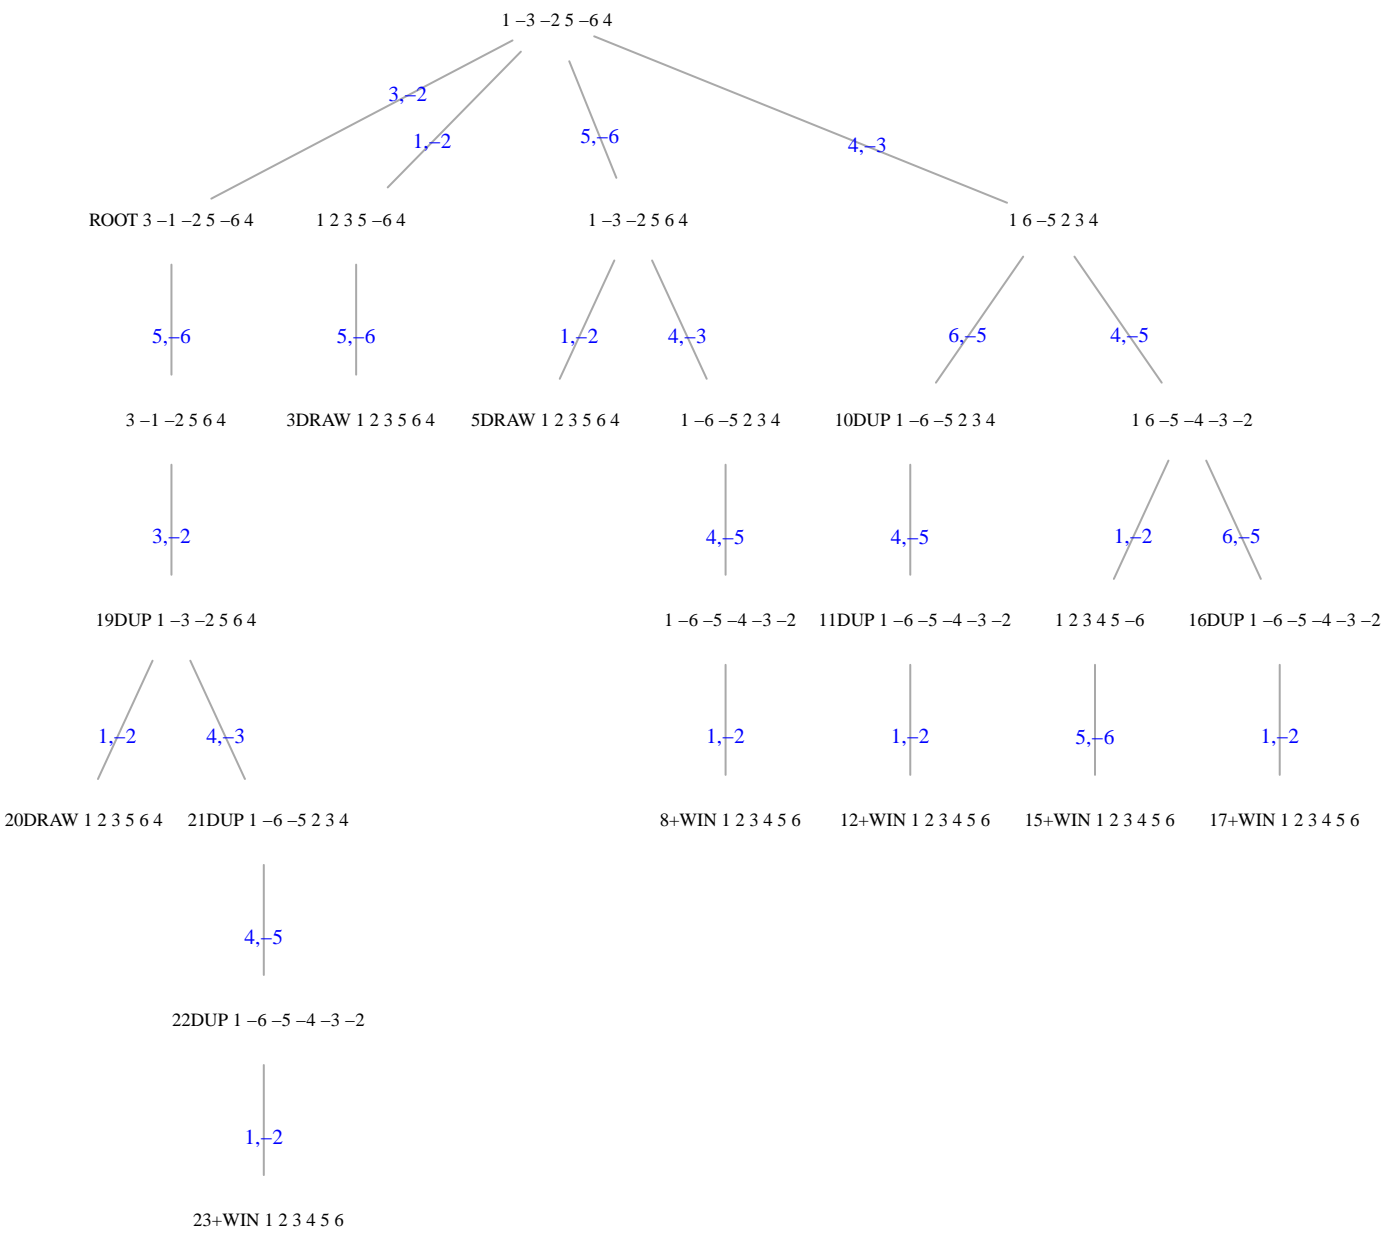 1 –3 –2 5 –6 4
3,–2
1,–2
5,–6
4,–3
ROOT 3 –1 –2 5 –6 4
1 2 3 5 –6 4
1 –3 –2 5 6 4
1 6 –5 2 3 4
5,–6
5,–6
1,–2
4,–3
6,–5
4,–5
3 –1 –2 5 6 4
3DRAW 1 2 3 5 6 4
5DRAW 1 2 3 5 6 4
1 –6 –5 2 3 4
10DUP 1 –6 –5 2 3 4
1 6 –5 –4 –3 –2
3,–2
4,–5
4,–5
1,–2
6,–5
19DUP 1 –3 –2 5 6 4
1 –6 –5 –4 –3 –2
11DUP 1 –6 –5 –4 –3 –2
1 2 3 4 5 –6
16DUP 1 –6 –5 –4 –3 –2
1,–2
4,–3
1,–2
1,–2
5,–6
1,–2
20DRAW 1 2 3 5 6 4
21DUP 1 –6 –5 2 3 4
8+WIN 1 2 3 4 5 6
12+WIN 1 2 3 4 5 6
15+WIN 1 2 3 4 5 6
17+WIN 1 2 3 4 5 6
4,–5
22DUP 1 –6 –5 –4 –3 –2
1,–2
23+WIN 1 2 3 4 5 6